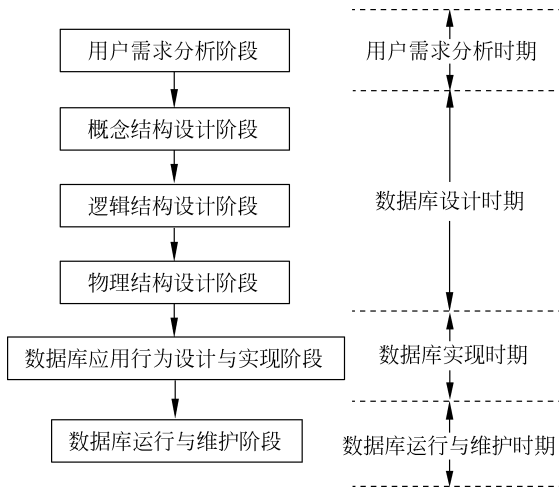 用户需求分析阶段
用户需求分析时期
概念结构设计阶段
逻辑结构设计阶段
数据库设计时期
物理结构设计阶段
数据库应用行为设计与实现阶段
数据库实现时期
数据库运行与维护阶段
数据库运行与维护时期